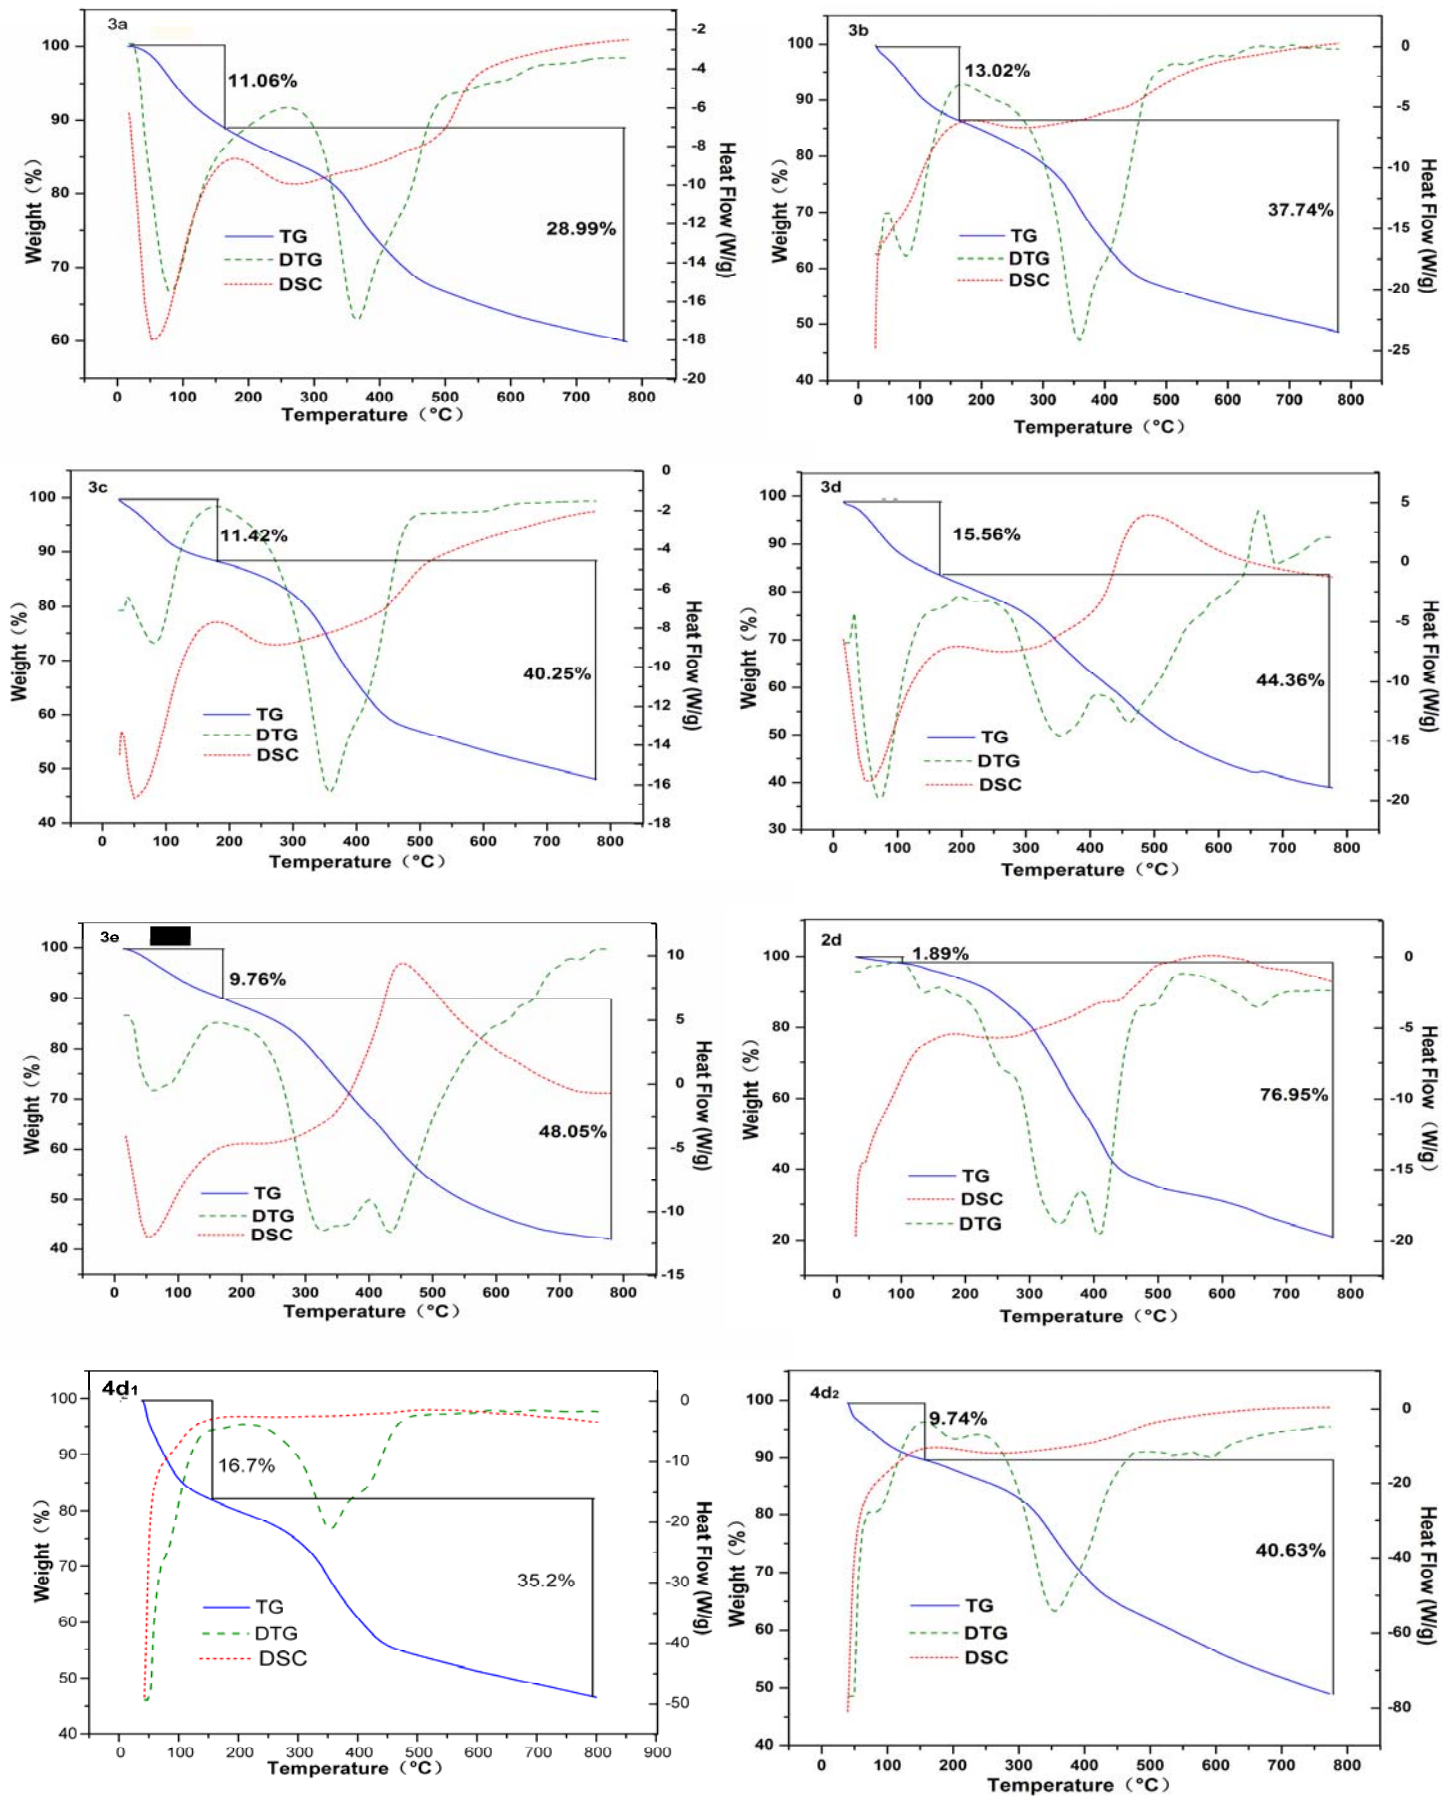 3a
11.06%
28.99%
TG
DTG
DSC
100
90
80
70
60
Weight (%)
-2
-4
-6
-8
-10
-12
-14
-16
-18
-20
Heat Flow (W/g)
0 100 200 300 400 500 600 700 800
Temperature (°C)
3b
13.02%
37.74%
TG
DTG
DSC
100
90
80
70
60
50
40
Weight (%)
0
-5
-10
-15
-20
-25
Heat Flow (W/g)
0 100 200 300 400 500 600 700 800
Temperature (°C)
3c
11.42%
40.25%
TG
DTG
DSC
100
90
80
70
60
50
40
Weight (%)
0
-2
-4
-6
-8
-10
-12
-14
-16
-18
Heat Flow (W/g)
0 100 200 300 400 500 600 700 800
Temperature (°C)
3d
15.56%
44.36%
TG
DTG
DSC
100
90
80
70
60
50
40
30
Weight (%)
5
0
-5
-10
-15
-20
Heat Flow (W/g)
0 100 200 300 400 500 600 700 800
Temperature (°C)
3e
9.76%
48.05%
TG
DTG
DSC
100
90
80
70
60
50
40
Weight (%)
10
5
0
-5
-10
-15
Heat Flow (W/g)
0 100 200 300 400 500 600 700 800
Temperature (°C)
2d
1.89%
76.95%
TG
DSC
DTG
100
80
60
40
20
Weight (%)
0
-5
-10
-15
-20
Heat Flow (W/g)
0 100 200 300 400 500 600 700 800
Temperature (°C)
4d1
16.7%
35.2%
TG
DTG
DSC
100
90
80
70
60
50
40
Weight (%)
0
-10
-20
-30
-40
-50
Heat Flow (W/g)
0 100 200 300 400 500 600 700 800 900
Temperature (°C)
4d2
9.74%
40.63%
TG
DTG
DSC
100
90
80
70
60
50
40
Weight (%)
0
-20
-40
-60
-80
Heat Flow (W/g)
0 100 200 300 400 500 600 700 800
Temperature (°C)